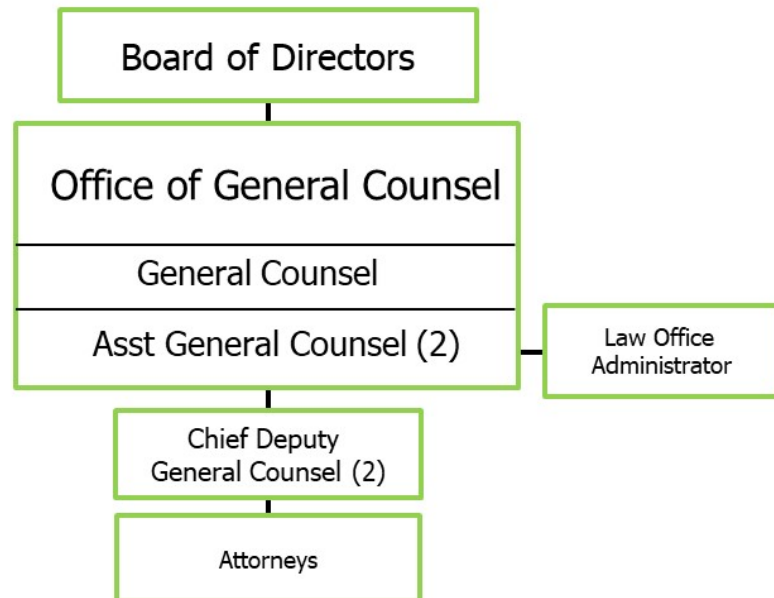 Board of Directors
Office of General Counsel
General Counsel
Asst General Counsel (2)
Law Office
Administrator
Chief Deputy
General Counsel (2)
Attorneys